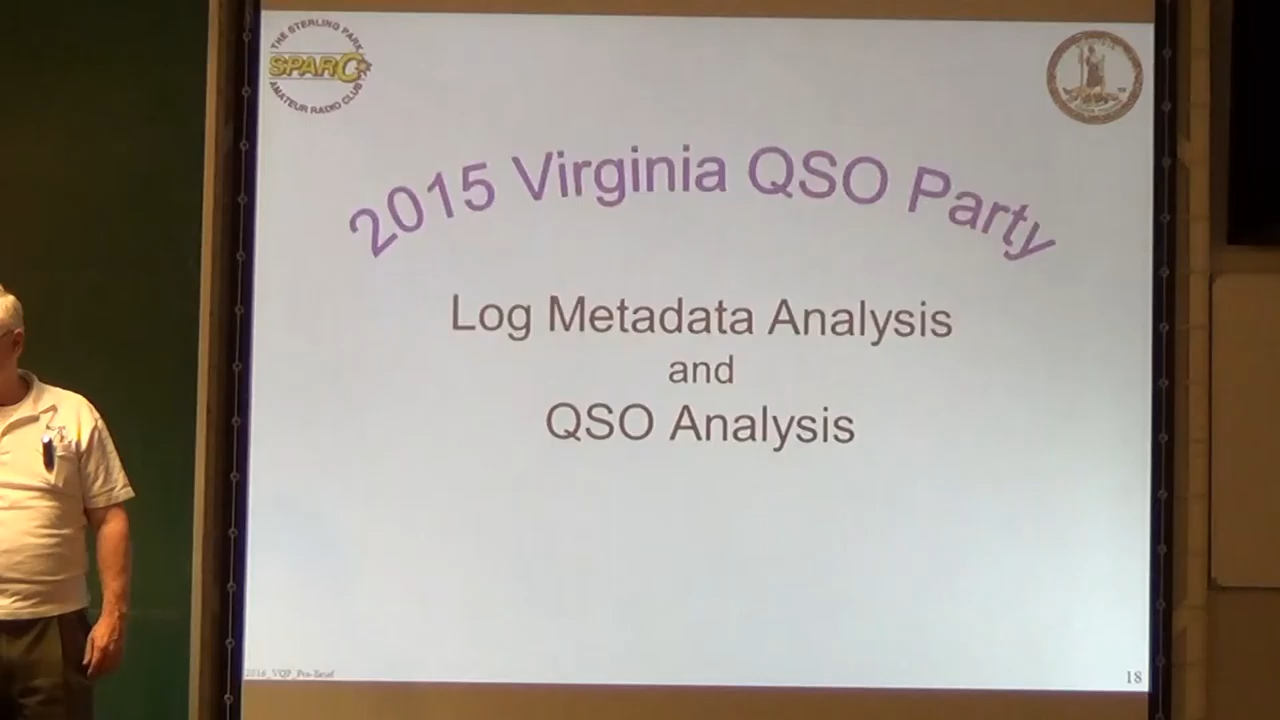 THE STERLING PARK
SPARC
AMATEUR RADIO CLUB
2015 Virginia QSO Party
Log Metadata Analysis
and
QSO Analysis
18